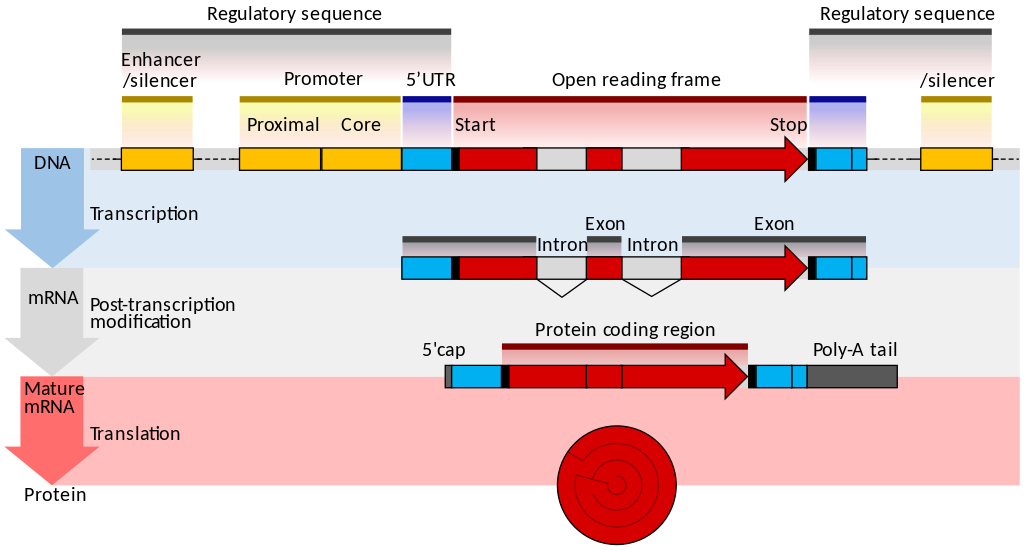 Regulatory sequence
Regulatory sequence
Enhancer
/silencer
Promoter
5’UTR
Open reading frame
/silencer
Proximal
Core
Start
Stop
DNA
Transcription
Exon
Intron
Intron
Exon
mRNA
Post-transcription
modification
Protein coding region
5'cap
Poly-A tail
Mature
mRNA
Translation
Protein